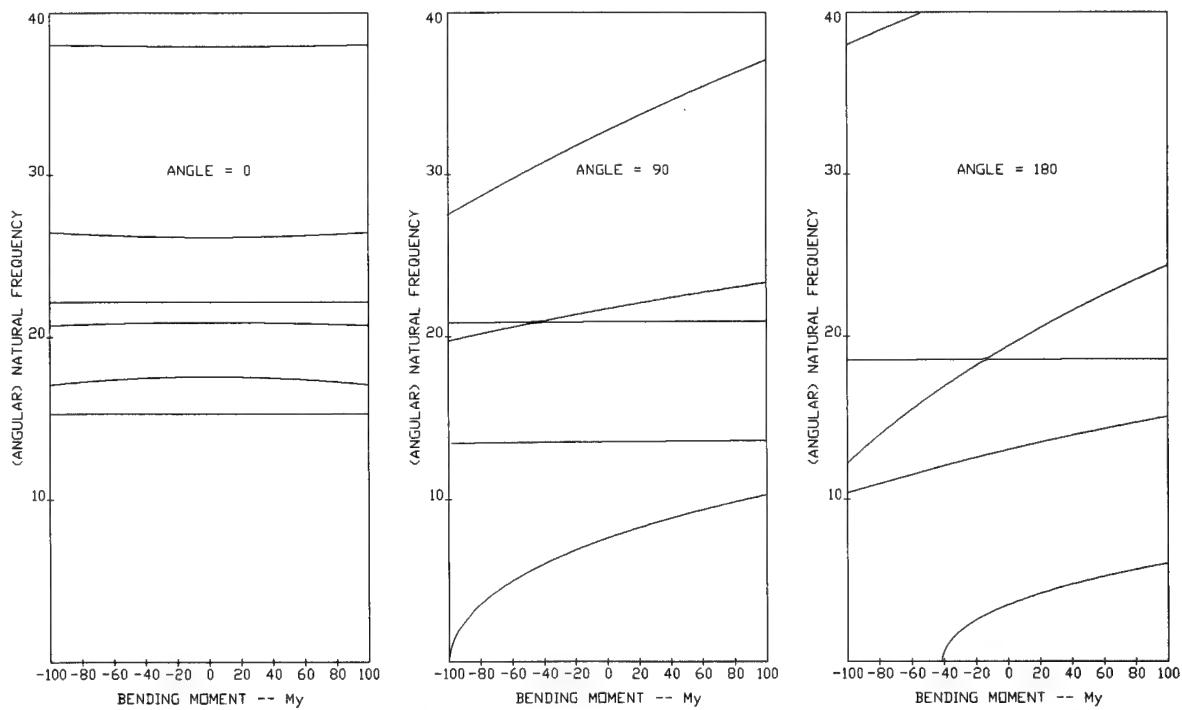 40
30
20
10
(ANGULAR) NATURAL FREQUENCY
ANGLE = 0
-100 -80 -60 -40 -20 0 20 40 60 80 100
BENDING MOMENT -- My
40
30
20
10
(ANGULAR) NATURAL FREQUENCY
ANGLE = 90
-100 -80 -60 -40 -20 0 20 40 60 80 100
BENDING MOMENT -- My
40
30
20
10
(ANGULAR) NATURAL FREQUENCY
ANGLE = 180
-100 -80 -60 -40 -20 0 20 40 60 80 100
BENDING MOMENT -- My